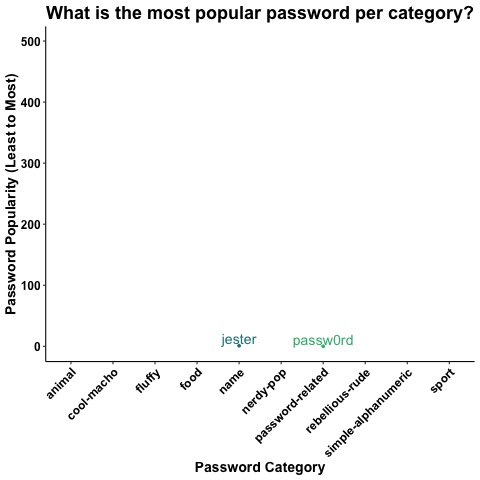 What is the most popular password per category?
Password Popularity (Least to Most)
500
400
300
200
100
0
jester
passw0rd
animal
cool-macho
fluffy
food
name
nerdy-pop
password-related
rebellious-rude
simple-alphanumeric
sport
Password Category